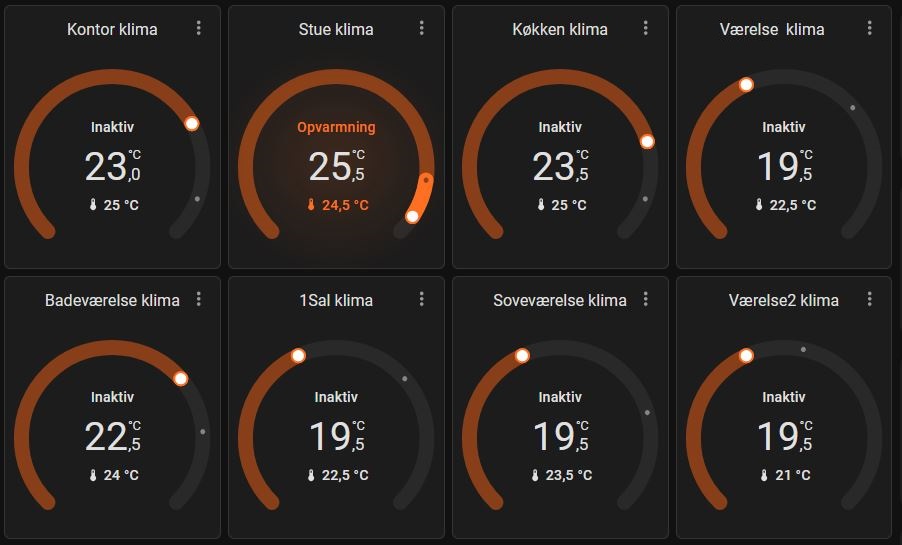 Kontor klima
Inaktiv
23,0 °C
25 °C
Stue klima
Opvarmning
25,5 °C
24,5 °C
Køkken klima
Inaktiv
23,5 °C
25 °C
Værelse  klima
Inaktiv
19,5 °C
22,5 °C
Badeværelse klima
Inaktiv
22,5 °C
24 °C
1Sal klima
Inaktiv
19,5 °C
22,5 °C
Soveværelse klima
Inaktiv
19,5 °C
23,5 °C
Værelse2 klima
Inaktiv
19,5 °C
21 °C